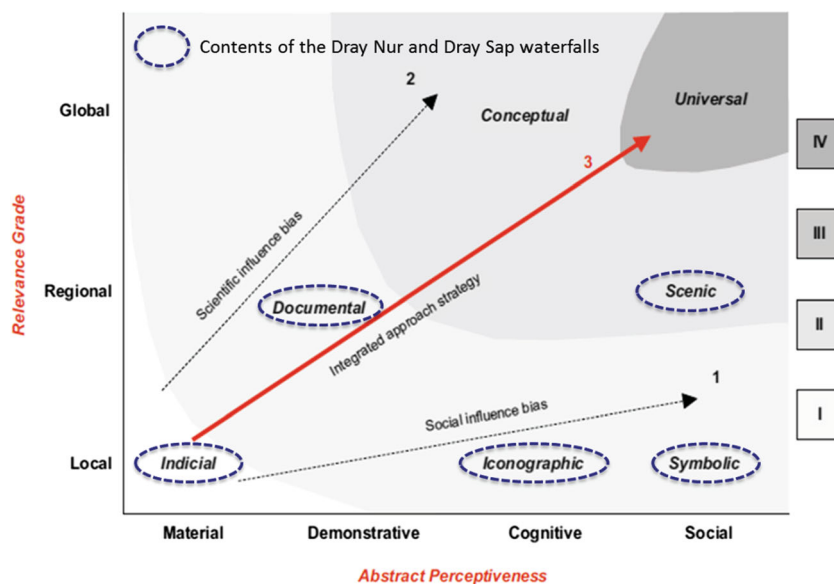 Contents of the Dray Nur and Dray Sap waterfalls
2
Global
Conceptual
Universal
IV
3
Scientific influence bias
III
Relevance Grade
Regional
Documental
Scenic
Integrated approach strategy
II
1
Social influence bias
I
Local
Indicial
Iconographic
Symbolic
Material
Demonstrative
Cognitive
Social
Abstract Perceptiveness